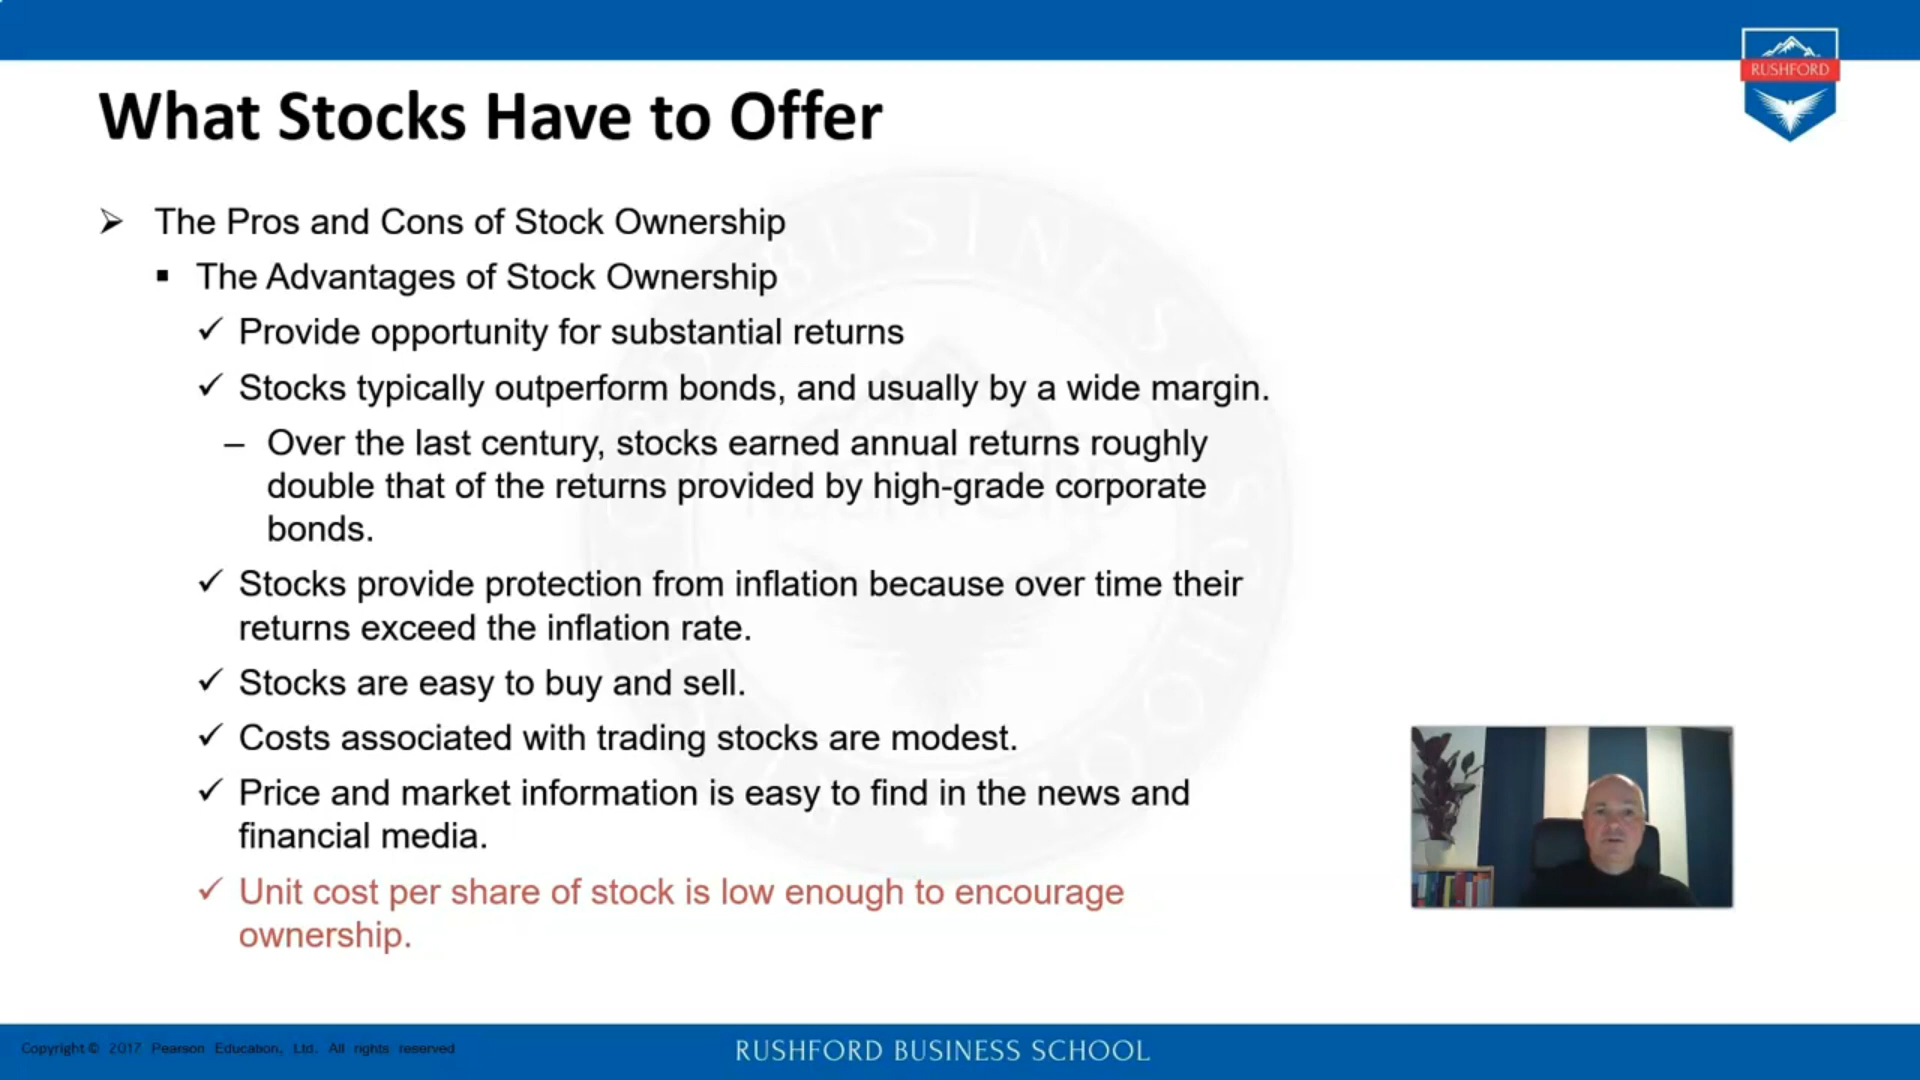 RUSHFORD
What Stocks Have to Offer
The Pros and Cons of Stock Ownership
The Advantages of Stock Ownership
Provide opportunity for substantial returns
Stocks typically outperform bonds, and usually by a wide margin.
– Over the last century, stocks earned annual returns roughly
double that of the returns provided by high-grade corporate
bonds.
Stocks provide protection from inflation because over time their
returns exceed the inflation rate.
Stocks are easy to buy and sell.
Costs associated with trading stocks are modest.
Price and market information is easy to find in the news and
financial media.
Unit cost per share of stock is low enough to encourage
ownership.
Copyright © 2017 Pearson Education, Ltd. All rights reserved
RUSHFORD BUSINESS SCHOOL